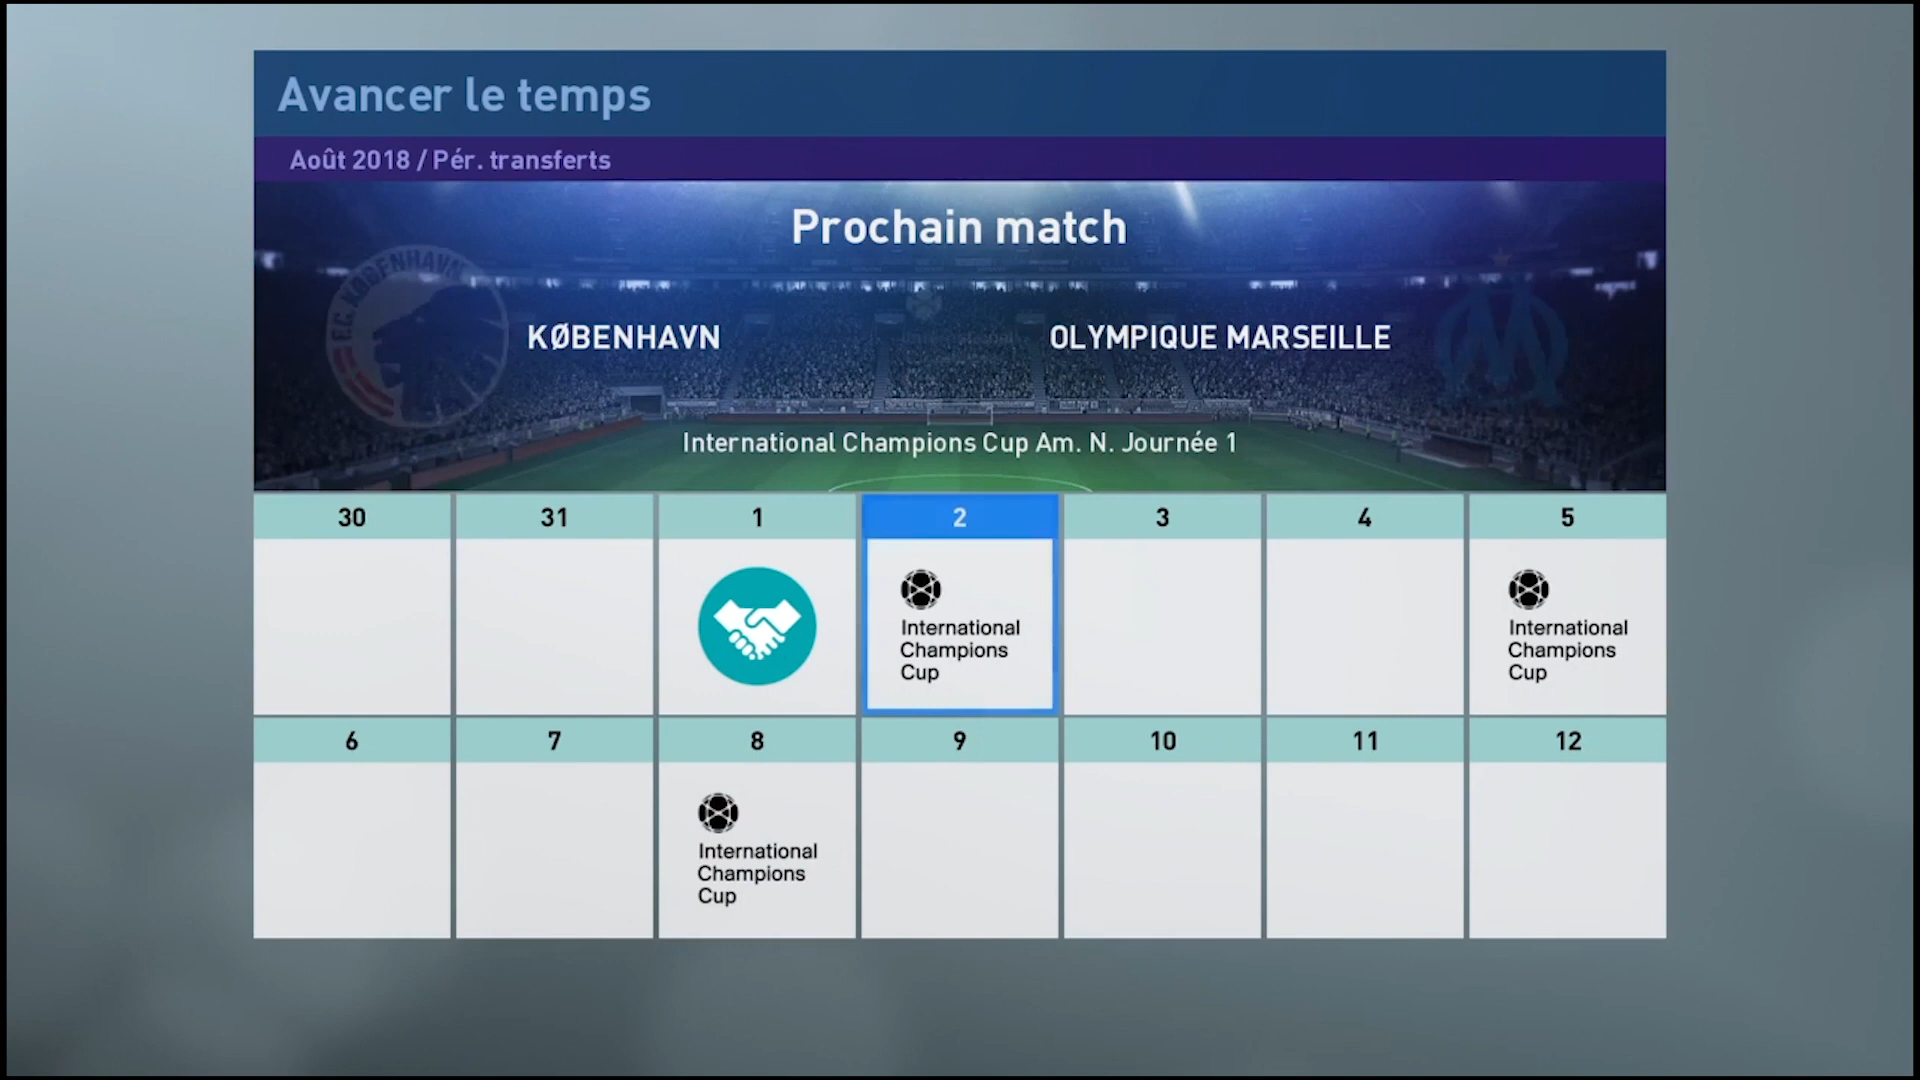 Avancer le temps
Août 2018 / Pér. transferts
Prochain match
F.C. KØBENHAVN
KØBENHAVN
OLYMPIQUE MARSEILLE
International Champions Cup Am. N. Journée 1
30 31 1 2 3 4 5
International
Champions
Cup
International
Champions
Cup
6 7 8 9 10 11 12
International
Champions
Cup